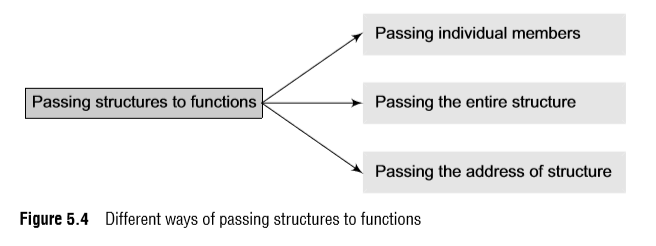 Passing individual members
Passing structures to functions
Passing the entire structure
Passing the address of structure
Figure 5.4 Different ways of passing structures to functions